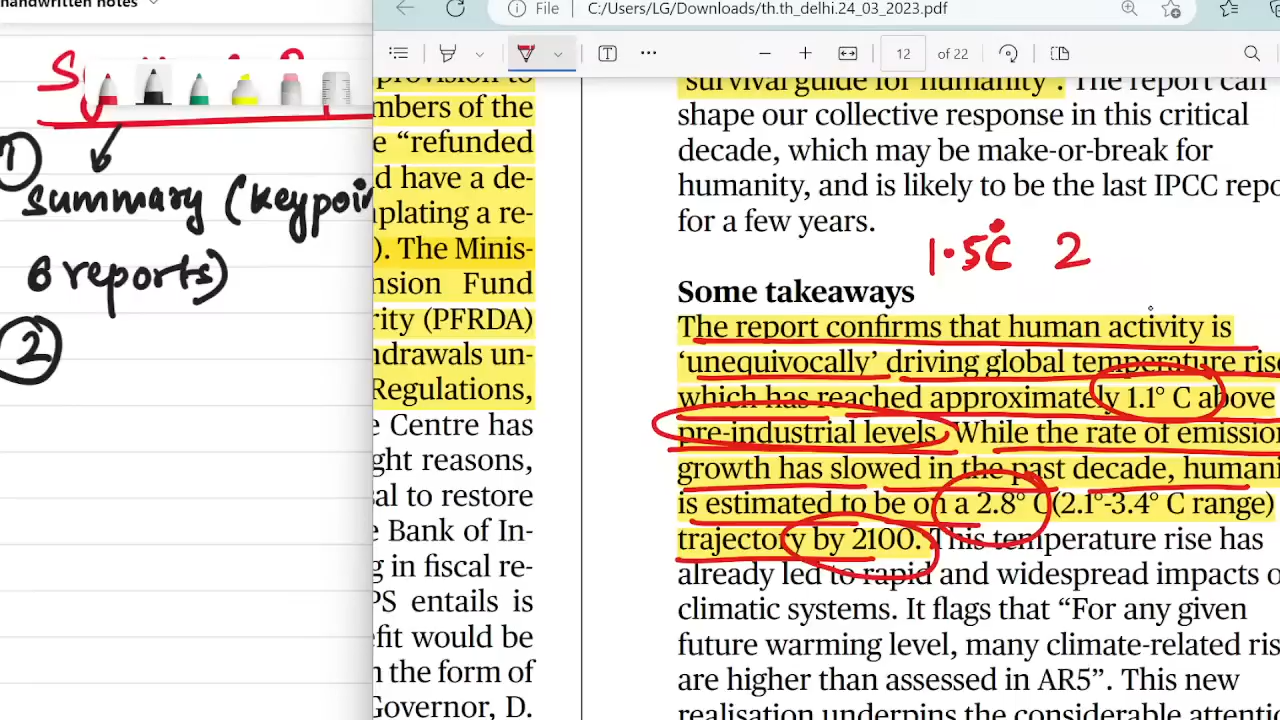 handwritten notes
summary (keypoin
6 reports)
1
2
File
C:/Users/LG/Downloads/th.th_delhi.24_03_2023.pdf
12 of 22
provision to
mbers of the
e “refunded
d have a de-
nplating a re-
). The Minis-
nsion Fund
rity (PFRDA)
ndrawals un-
Regulations,
e Centre has
ght reasons,
sal to restore
e Bank of In-
g in fiscal re-
PS entails is
efit would be
n the form of
Governor, D.
survival guide for humanity’. The report can
shape our collective response in this critical
decade, which may be make-or-break for
humanity, and is likely to be the last IPCC repo
for a few years.
1.5°C 2
Some takeaways
The report confirms that human activity is
‘unequivocally’ driving global temperature rise
which has reached approximately 1.1° C above
pre-industrial levels. While the rate of emission
growth has slowed in the past decade, humani
is estimated to be on a 2.8° C (2.1°-3.4° C range)
trajectory by 2100. This temperature rise has
already led to rapid and widespread impacts o
climatic systems. It flags that “For any given
future warming level, many climate-related ris
are higher than assessed in AR5”. This new
realisation underpins the considerable attentic